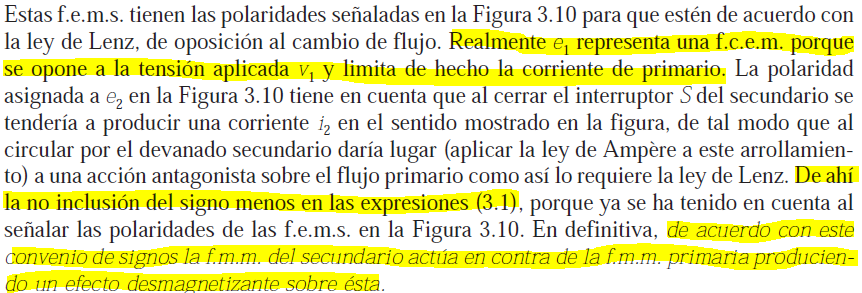 Estas f.e.m.s. tienen las polaridades señaladas en la Figura 3.10 para que estén de acuerdo con
la ley de Lenz, de oposición al cambio de flujo. Realmente e₁ representa una f.c.e.m. porque
se opone a la tensión aplicada v₁ y limita de hecho la corriente de primario. La polaridad
asignada a e₂ en la Figura 3.10 tiene en cuenta que al cerrar el interruptor S del secundario se
tendería a producir una corriente i₂ en el sentido mostrado en la figura, de tal modo que al
circular por el devanado secundario daría lugar (aplicar la ley de Ampère a este arrollamien-
to) a una acción antagonista sobre el flujo primario como así lo requiere la ley de Lenz. De ahí
la no inclusión del signo menos en las expresiones (3.1), porque ya se ha tenido en cuenta al
señalar las polaridades de las f.e.m.s. en la Figura 3.10. En definitiva, de acuerdo con este
convenio de signos la f.m.m. del secundario actúa en contra de la f.m.m. primaria producien-
do un efecto desmagnetizante sobre ésta.